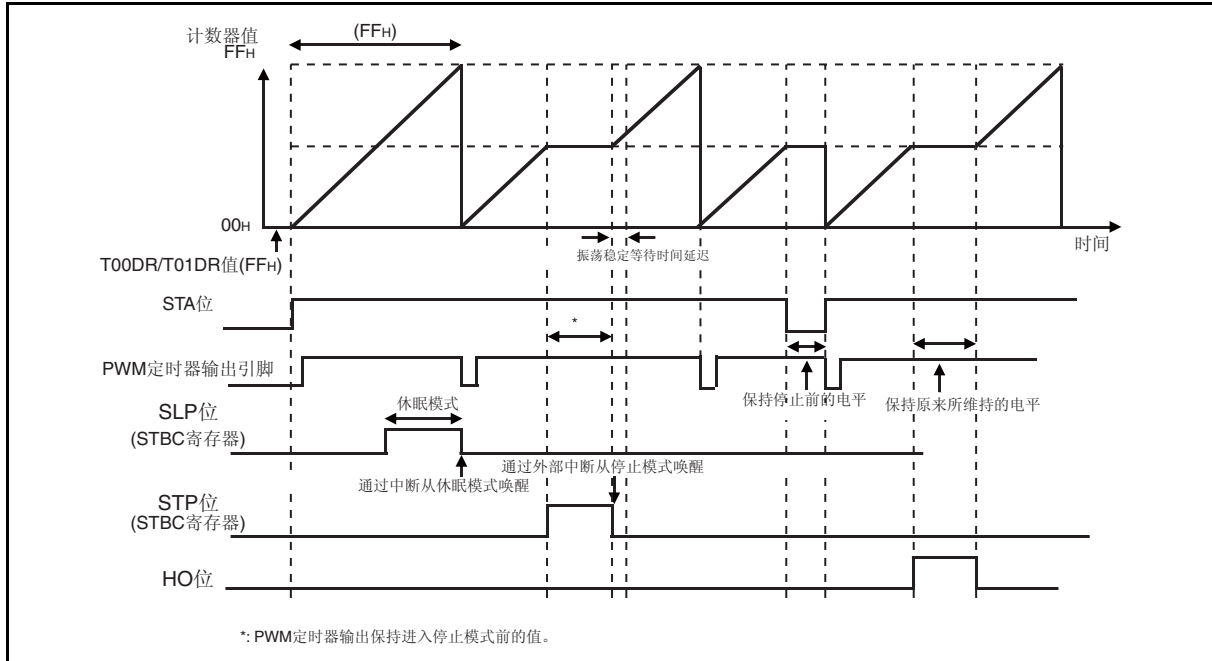 计数器值
FFH
(FFH)
00H
时间
振荡稳定等待时间延迟
T00DR/T01DR值(FFH)
STA位
*
PWM定时器输出引脚
保持停止前的电平
保持原来所维持的电平
SLP位
(STBC寄存器)
休眠模式
通过中断从休眠模式唤醒
通过外部中断从停止模式唤醒
STP位
(STBC寄存器)
HO位
*: PWM定时器输出保持进入停止模式前的值。